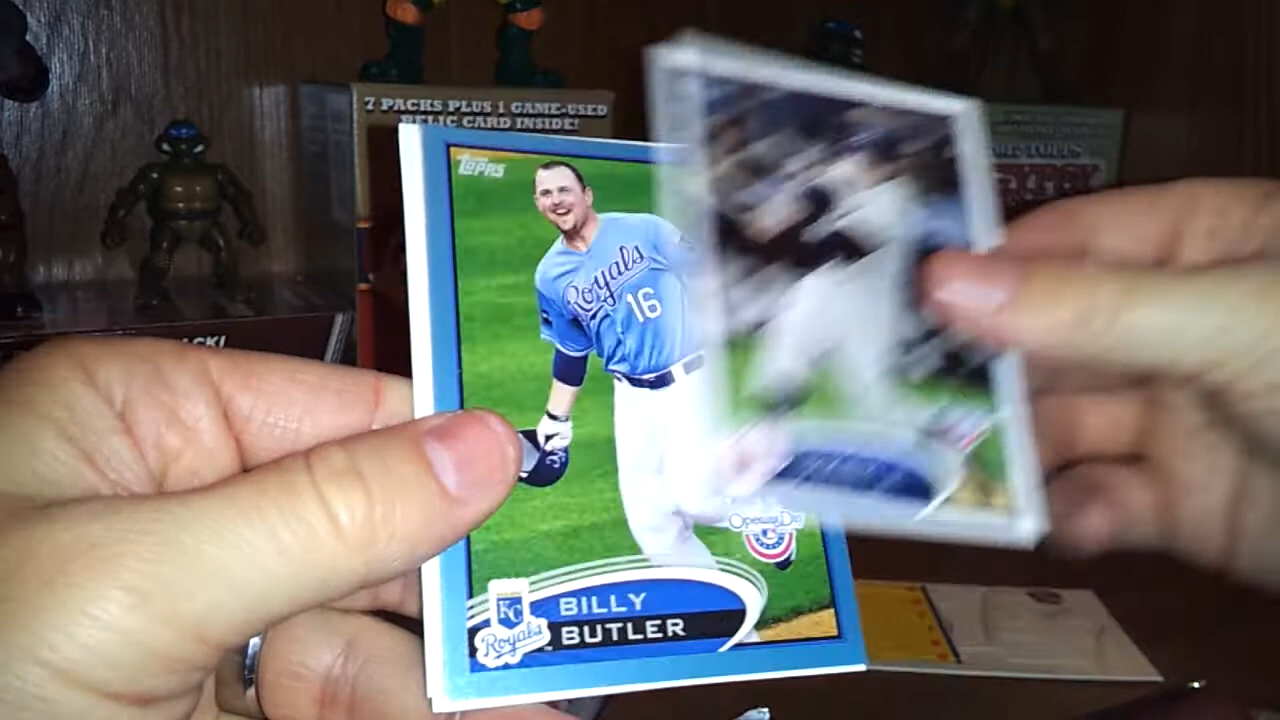 7 PACKS PLUS 1 GAME-USED
RELIC CARD INSIDE!
TOPPS
Royals
16
Opening Day
KC
Royals
BILLY
BUTLER